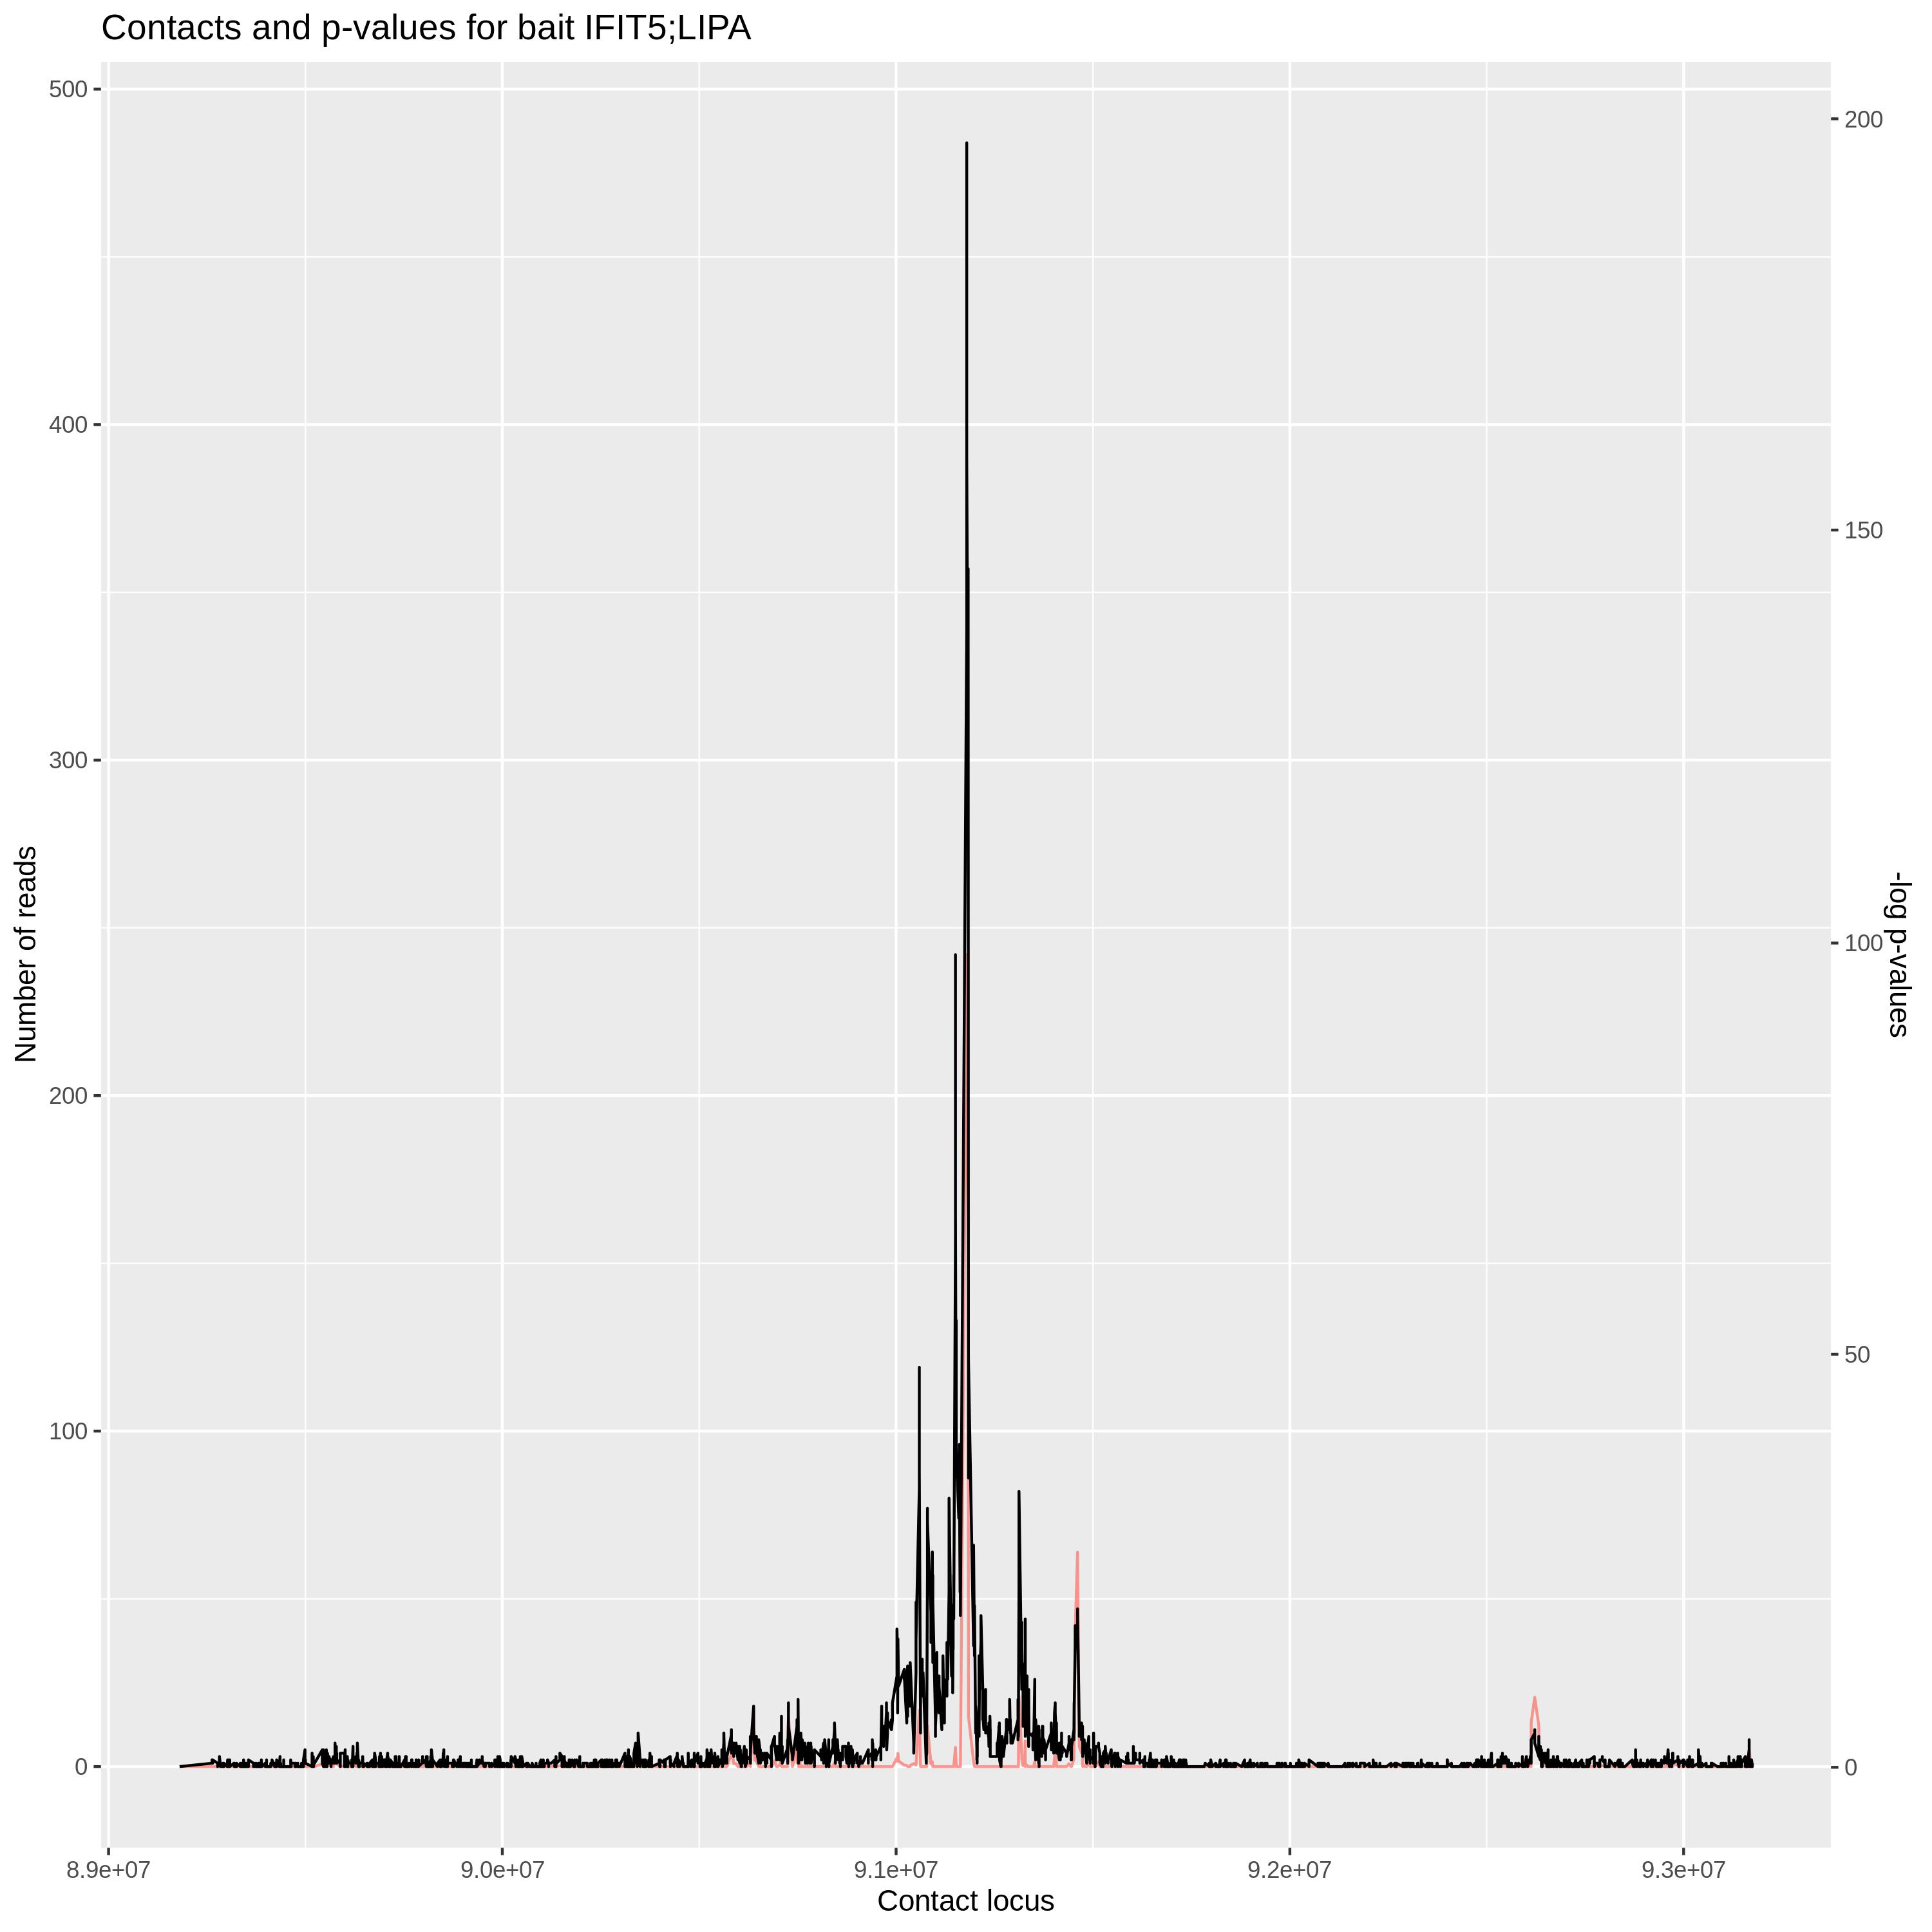 Contacts and p-values for bait IFIT5;LIPA
500
400
300
200
100
0
Number of reads
200
150
100
50
0
-log p-values
8.9e+07
9.0e+07
9.1e+07
9.2e+07
9.3e+07
Contact locus